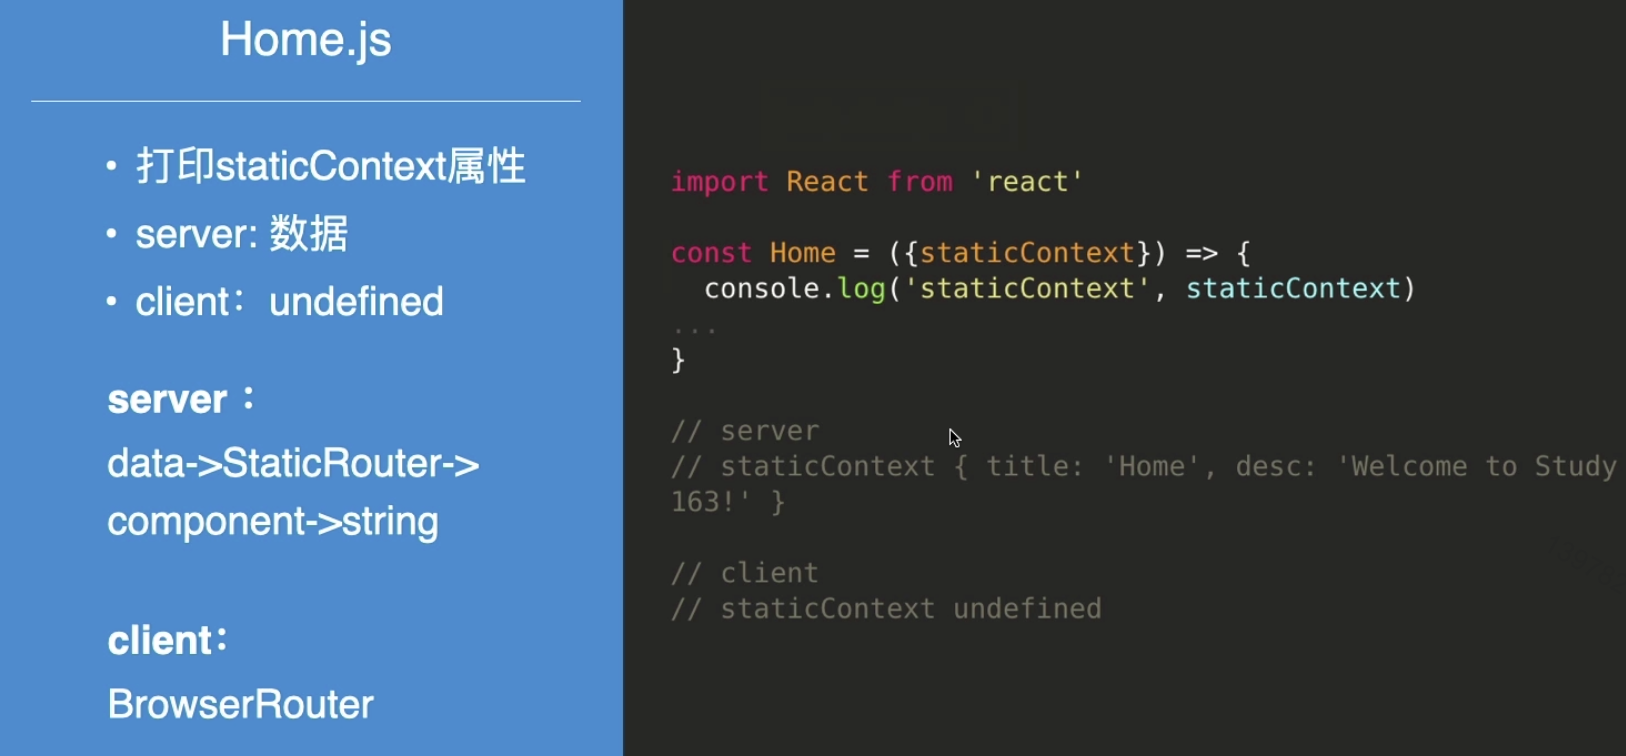 Home.js
• 打印staticContext属性
• server: 数据
• client：undefined
server：
data->StaticRouter->
component->string
client：
BrowserRouter
import React from 'react'
const Home = ({staticContext}) => {
console.log('staticContext', staticContext)
...
}
// server
// staticContext { title: 'Home', desc: 'Welcome to Study
163!' }
// client
// staticContext undefined